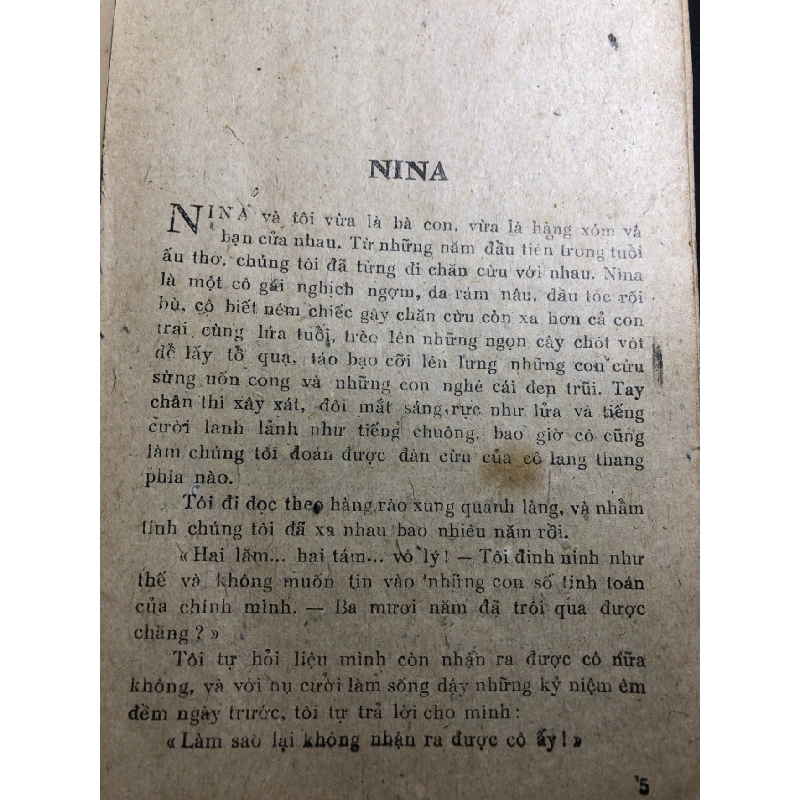 NINA
NINA và tôi vừa là bà con, vừa là hàng xóm và
bạn của nhau. Từ những năm đầu tiên trong tuổi
ấu thơ, chúng tôi đã từng đi chăn cừu với nhau. Nina
là một cô gái nghịch ngợm, da rám nâu, đầu tóc rối
bù, cô biết ném chiếc gậy chăn cừu còn xa hơn cả con
trai cùng lứa tuổi, trèo lên những ngọn cây chót vót
để lấy tổ quạ, táo bạo cỡi lên lưng những con cừu
sừng uốn cong và những con nghé cái đen trũi. Tay
chân thì xây xát, đôi mắt sáng rực như lửa và tiếng
cười lanh lảnh như tiếng chuông, bao giờ cô cũng
làm chúng tôi đoán được đàn cừu của cô lang thang
phía nào.
Tôi đi dọc theo hàng rào xung quanh làng, và nhẩm
tính chúng tôi đã xa nhau bao nhiêu năm rồi.
« Hai lăm... hai tám... vô lý! — Tôi đinh ninh như
thế và không muốn tin vào những con số tính toán
của chính mình. — Ba mươi năm đã trôi qua được
chăng ? »
Tôi tự hỏi liệu mình còn nhận ra được cô nữa
không, và với nụ cười làm sống dậy những kỷ niệm êm
đềm ngày trước, tôi tự trả lời cho mình :
« Làm sao lại không nhận ra được cô ấy! »
5